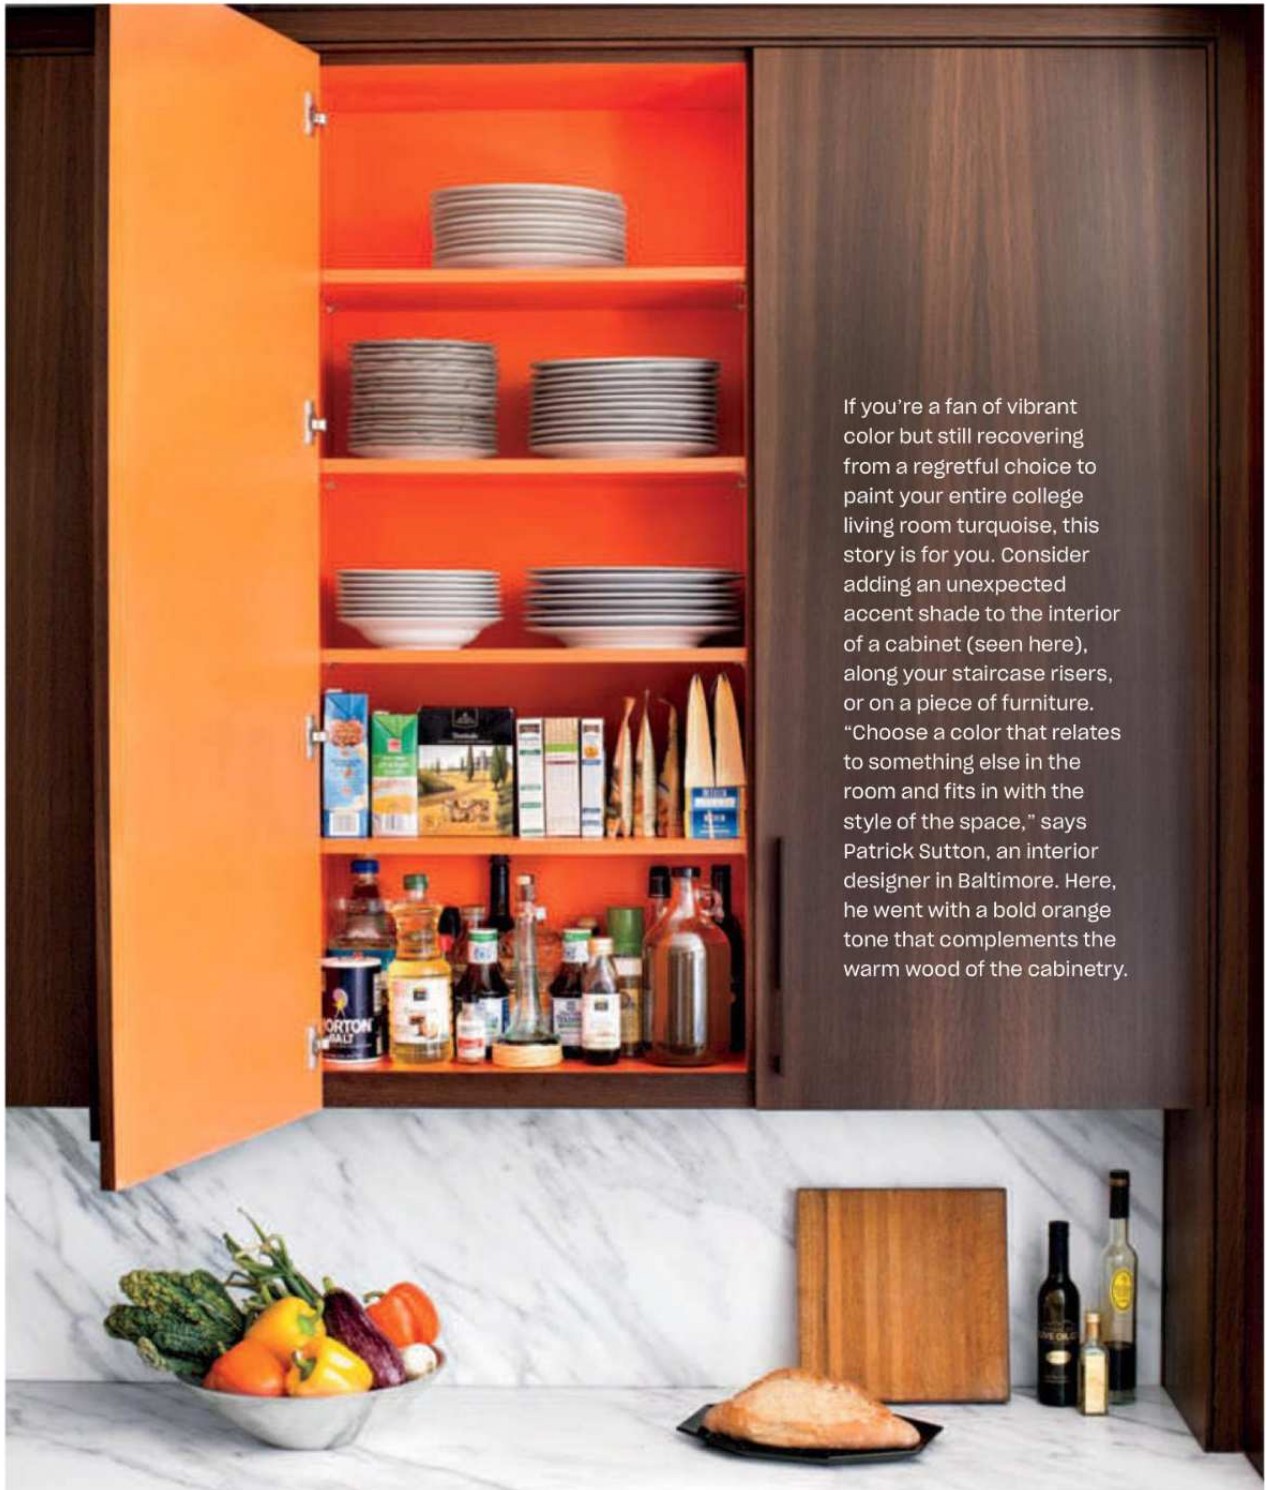 If you’re a fan of vibrant
color but still recovering
from a regretful choice to
paint your entire college
living room turquoise, this
story is for you. Consider
adding an unexpected
accent shade to the interior
of a cabinet (seen here),
along your staircase risers,
or on a piece of furniture.
“Choose a color that relates
to something else in the
room and fits in with the
style of the space,” says
Patrick Sutton, an interior
designer in Baltimore. Here,
he went with a bold orange
tone that complements the
warm wood of the cabinetry.
ORTON
SALT